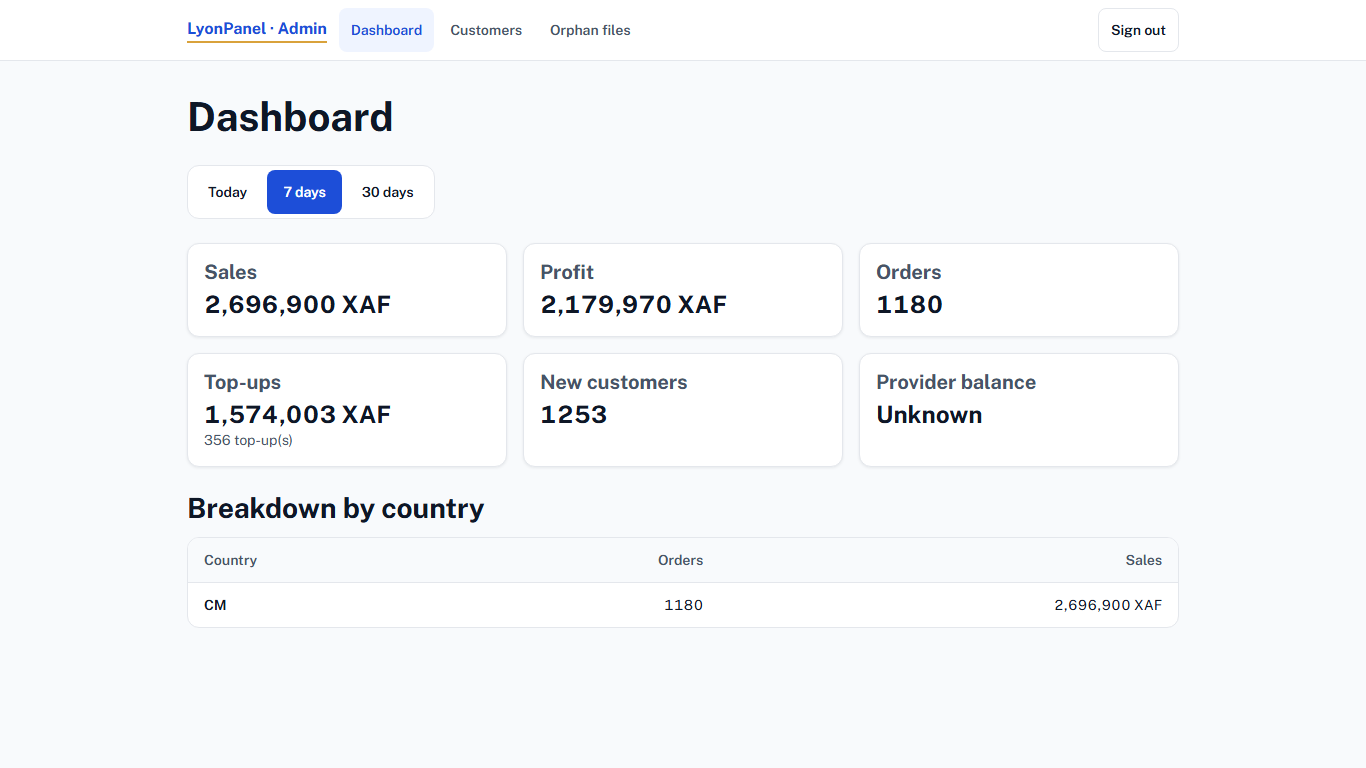 LyonPanel · Admin Dashboard Customers Orphan files Sign out
Dashboard
Today 7 days 30 days
Sales Profit Orders
2,696,900 XAF 2,179,970 XAF 1180
Top-ups New customers Provider balance
1,574,003 XAF 1253 Unknown
356 top-up(s)
Breakdown by country
Country Orders Sales
CM 1180 2,696,900 XAF